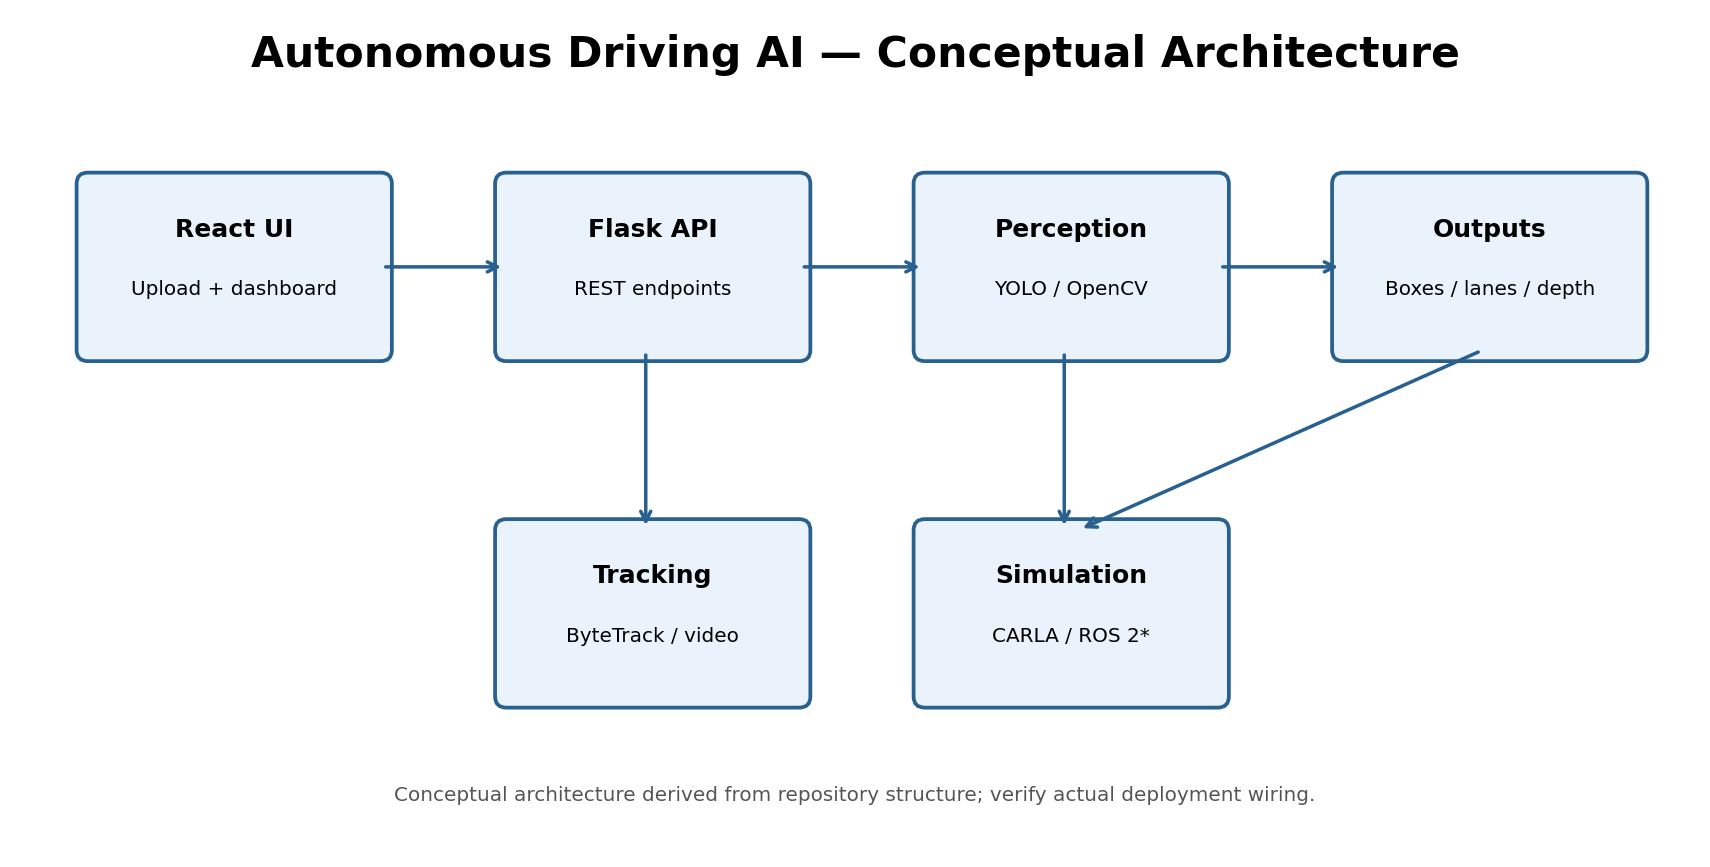 Autonomous Driving AI — Conceptual Architecture
React UI
Upload + dashboard
Flask API
REST endpoints
Perception
YOLO / OpenCV
Outputs
Boxes / lanes / depth
Tracking
ByteTrack / video
Simulation
CARLA / ROS 2*
Conceptual architecture derived from repository structure; verify actual deployment wiring.